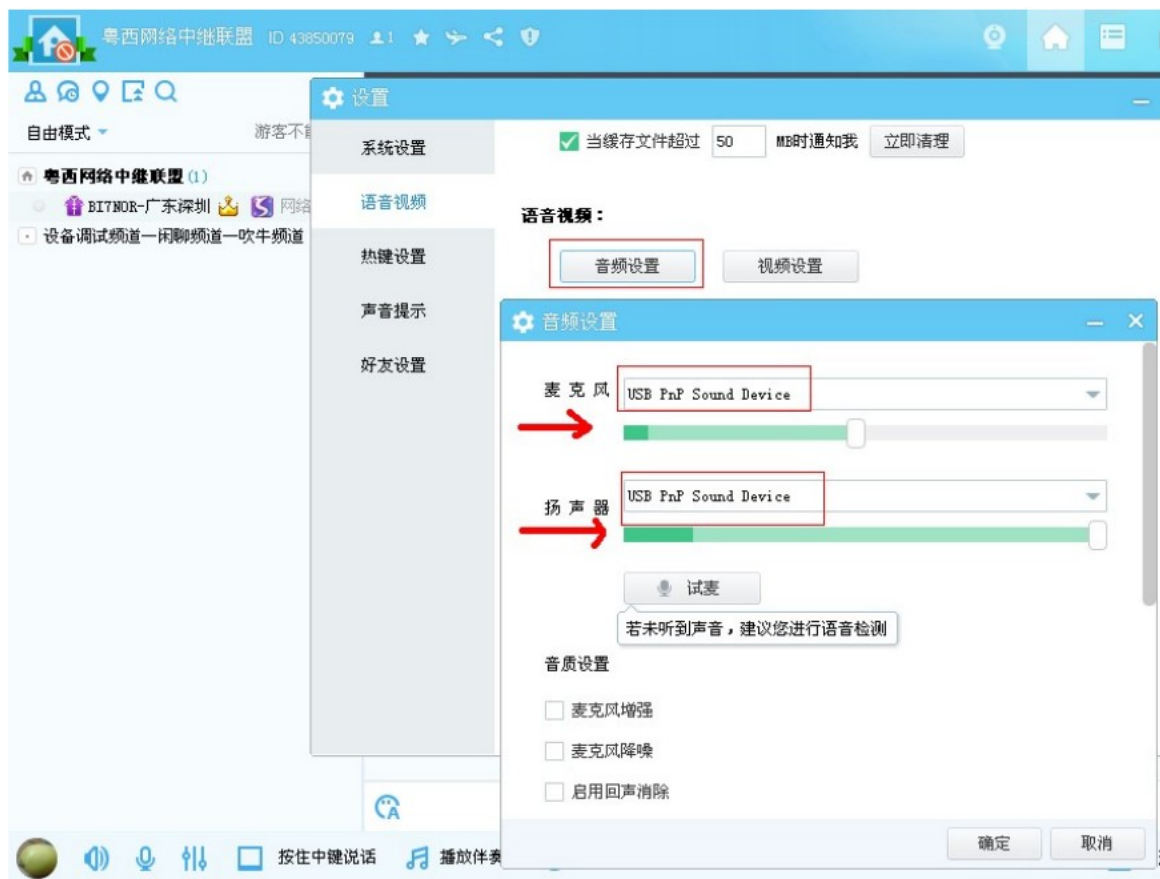 粤西网络中继联盟 ID 43850079 1
自由模式 游客不
粤西网络中继联盟 (1)
BI7NOR-广东深圳 网络
设备调试频道一闲聊频道一吹牛频道
设置
系统设置
语音视频
热键设置
声音提示
好友设置
当缓存文件超过 50 MB时通知我 立即清理
语音视频：
音频设置 视频设置
音频设置
麦克风 USB PnP Sound Device
扬声器 USB PnP Sound Device
试麦
若未听到声音，建议您进行语音检测
音质设置
麦克风增强
麦克风降噪
启用回声消除
确定 取消
按住中键说话 播放伴奏